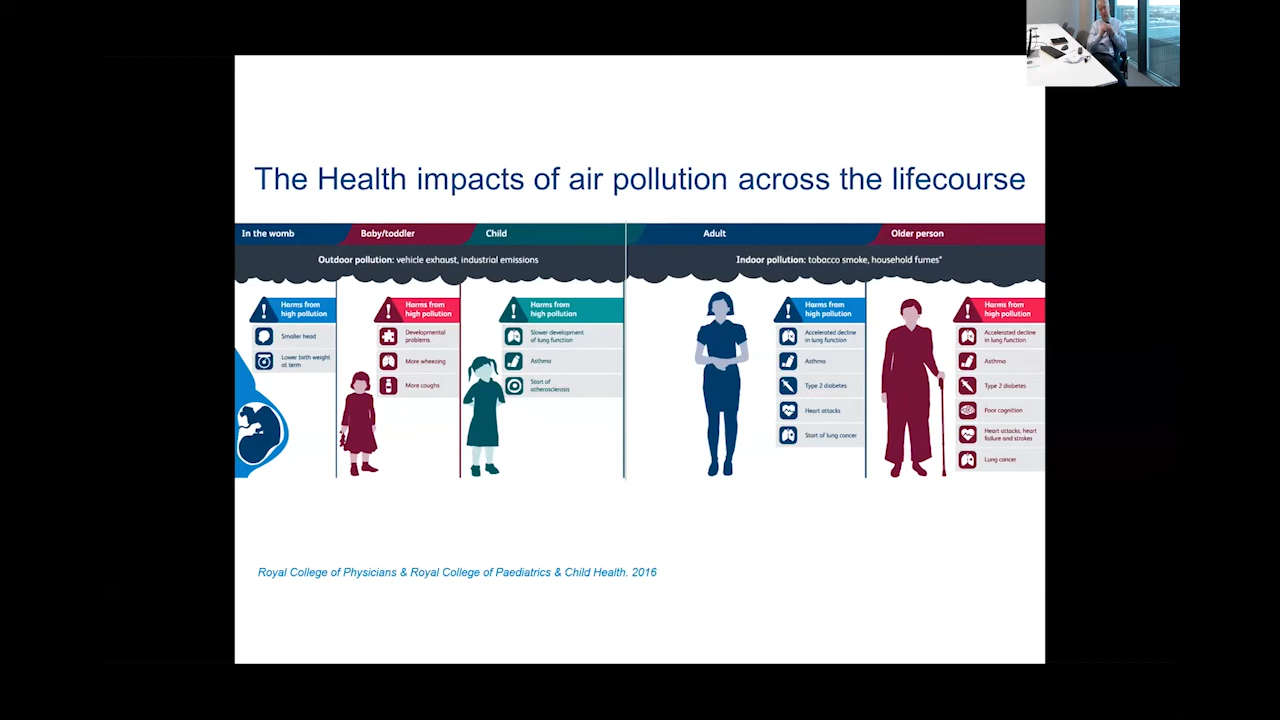 The Health impacts of air pollution across the lifecourse
In the womb
Baby/toddler
Child
Adult
Older person
Outdoor pollution: vehicle exhaust, industrial emissions
Indoor pollution: tobacco smoke, household fumes*
Harms from
high pollution
Smaller head
Lower birth weight
at term
Harms from
high pollution
Developmental
problems
More wheezing
More coughs
Harms from
high pollution
Slower development
of lung function
Asthma
Start of
atherosclerosis
Harms from
high pollution
Accelerated decline
in lung function
Asthma
Type 2 diabetes
Heart attacks
Start of lung cancer
Harms from
high pollution
Accelerated decline
in lung function
Asthma
Type 2 diabetes
Poor cognition
Heart attacks, heart
failure and strokes
Lung cancer
Royal College of Physicians & Royal College of Paediatrics & Child Health. 2016